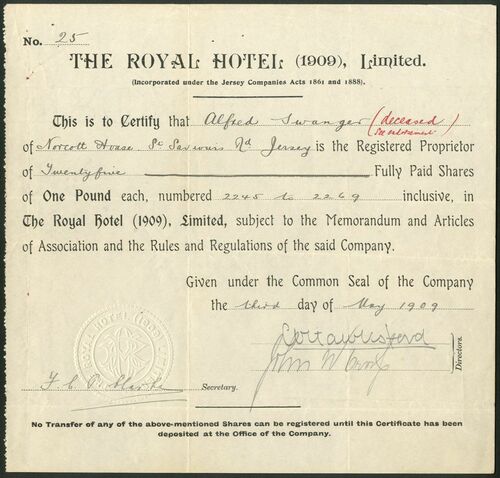 No. 25
THE ROYAL HOTEL (1909), Limited.
(Incorporated under the Jersey Companies Acts 1861 and 1888).
This is to Certify that Alfred Swanger (deceased)
of Norcott House, St Saviours Rd Jersey is the Registered Proprietor
of Twentyfive Fully Paid Shares
of One Pound each, numbered 2245 to 2269 inclusive, in
The Royal Hotel (1909), Limited, subject to the Memorandum and Articles
of Association and the Rules and Regulations of the said Company.
Given under the Common Seal of the Company
the third day of May 1909
John W
Directors.
Secretary.
No Transfer of any of the above-mentioned Shares can be registered until this Certificate has been
deposited at the Office of the Company.